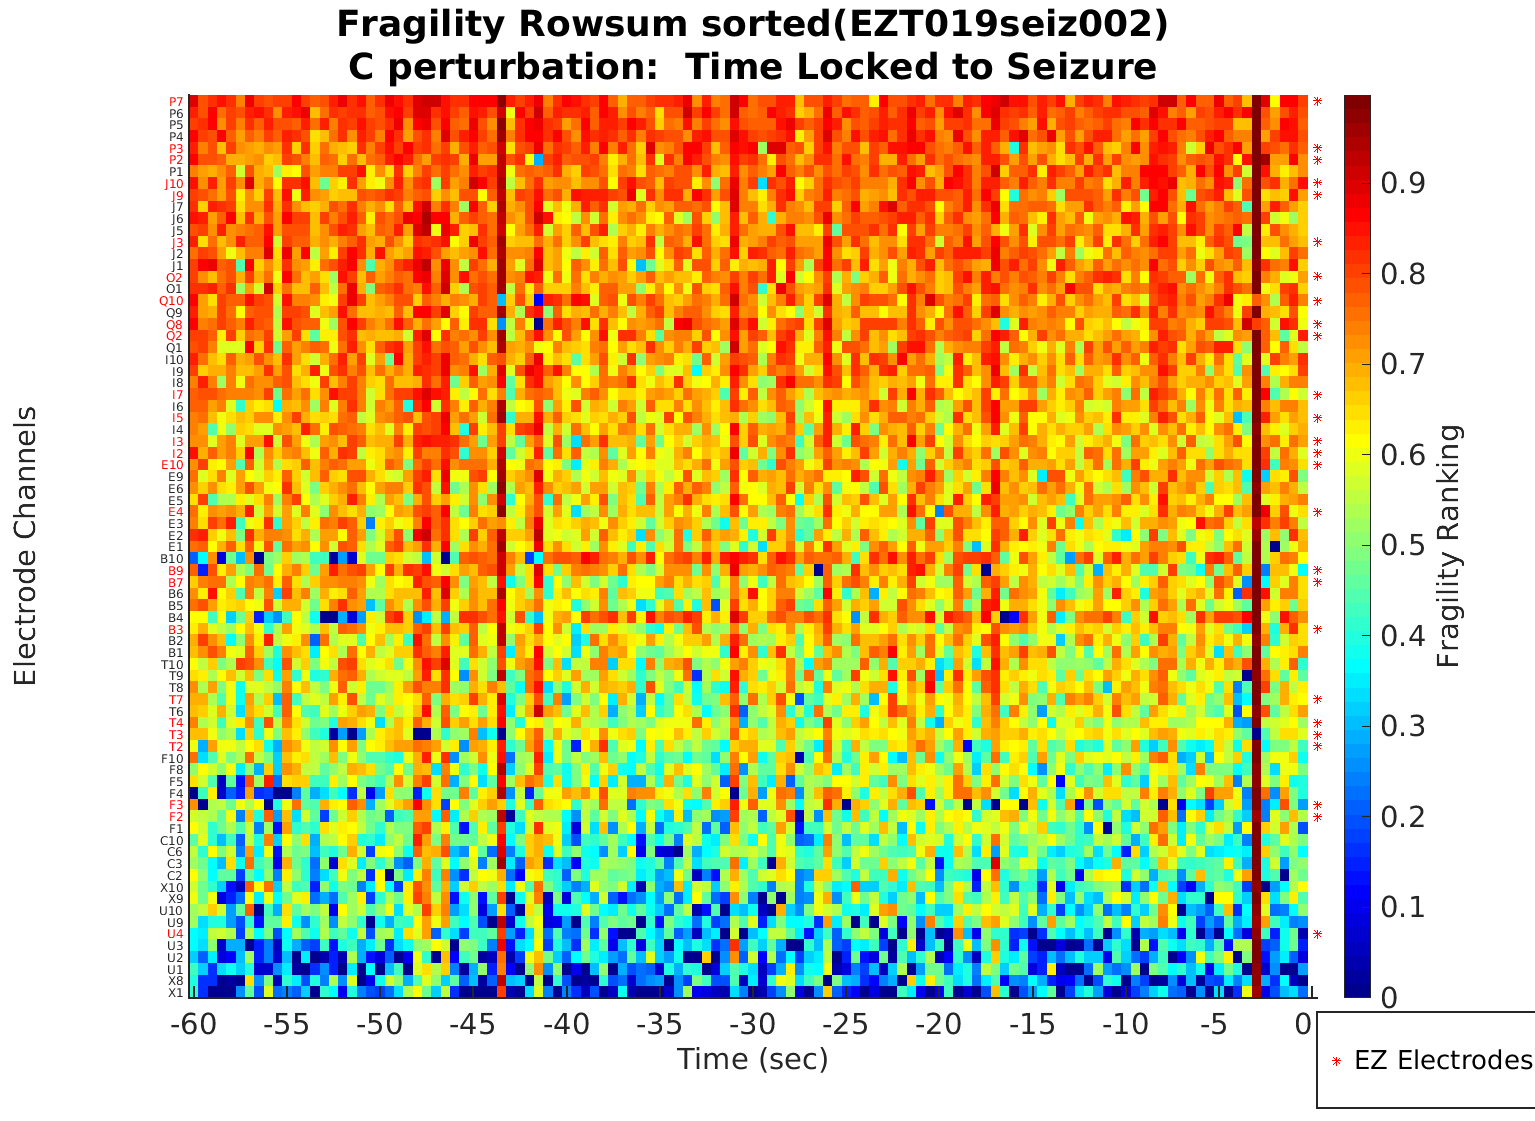 Fragility Rowsum sorted(EZT019seiz002)
C perturbation:  Time Locked to Seizure
Electrode Channels
P7
P6
P5
P4
P3
P2
P1
J10
J9
J7
J6
J5
J3
J2
J1
O2
O1
Q10
Q9
Q8
Q2
Q1
I10
I9
I8
I7
I6
I5
I4
I3
I2
E10
E9
E6
E5
E4
E3
E2
E1
B10
B9
B7
B6
B5
B4
B3
B2
B1
T10
T9
T8
T7
T6
T4
T3
T2
F10
F8
F5
F4
F3
F2
F1
C10
C6
C3
C2
X10
X9
U10
U9
U4
U3
U2
U1
X8
X1
-60 -55 -50 -45 -40 -35 -30 -25 -20 -15 -10 -5 0
Time (sec)
0.9
0.8
0.7
0.6
0.5
0.4
0.3
0.2
0.1
0
Fragility Ranking
* EZ Electrodes